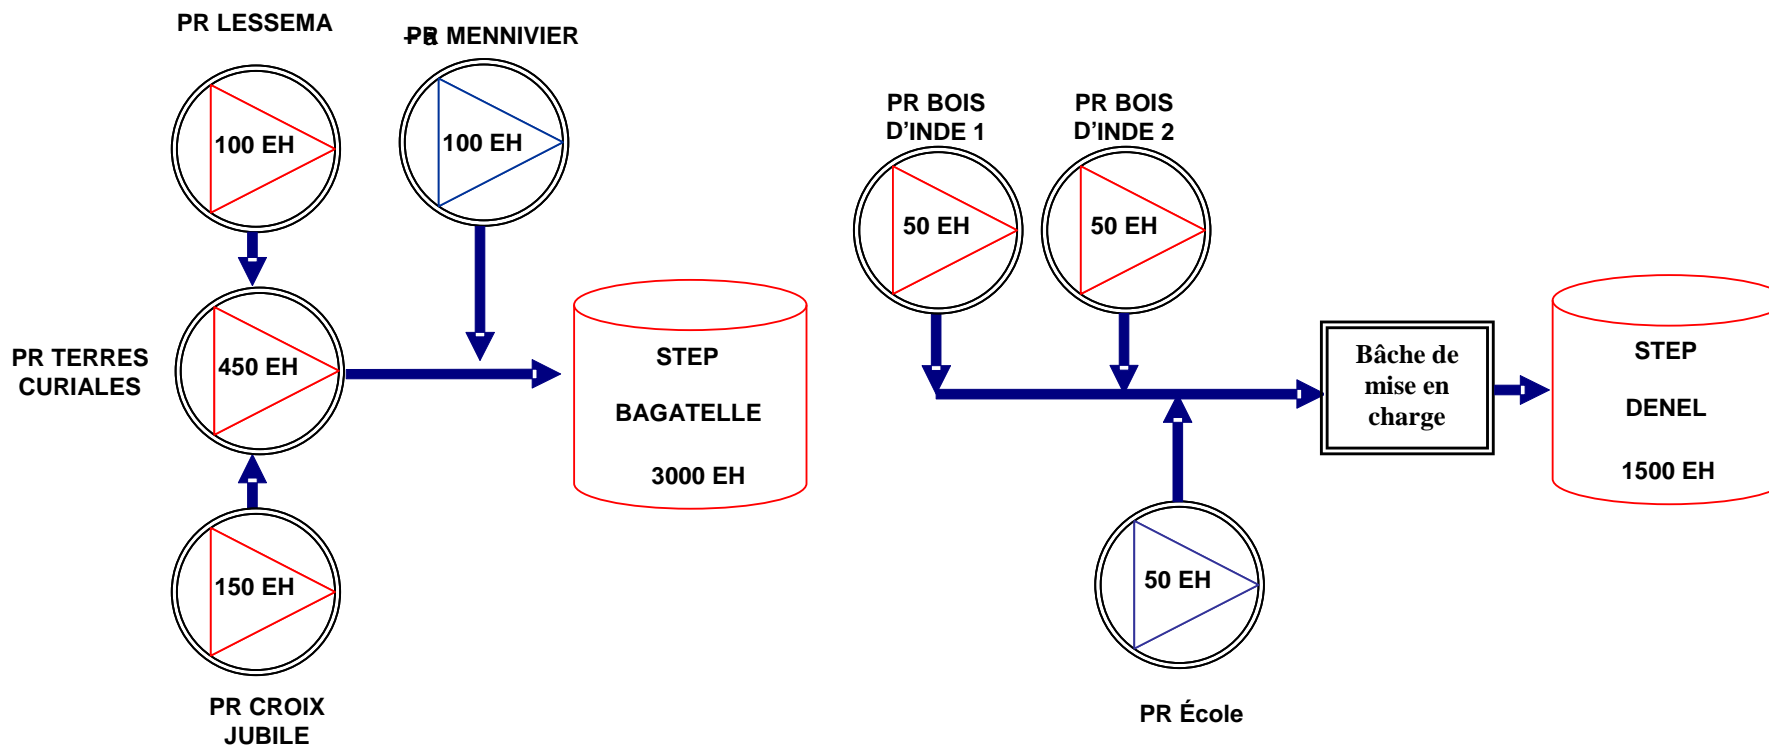 PR LESSEMA
PR MENNIVIER
100 EH
100 EH
PR TERRES
CURIALES
450 EH
150 EH
PR CROIX
JUBILE
STEP
BAGATELLE
3000 EH
PR BOIS
D'INDE 1
PR BOIS
D'INDE 2
50 EH
50 EH
Bâche de
mise en
charge
STEP
DENEL
1500 EH
50 EH
PR École